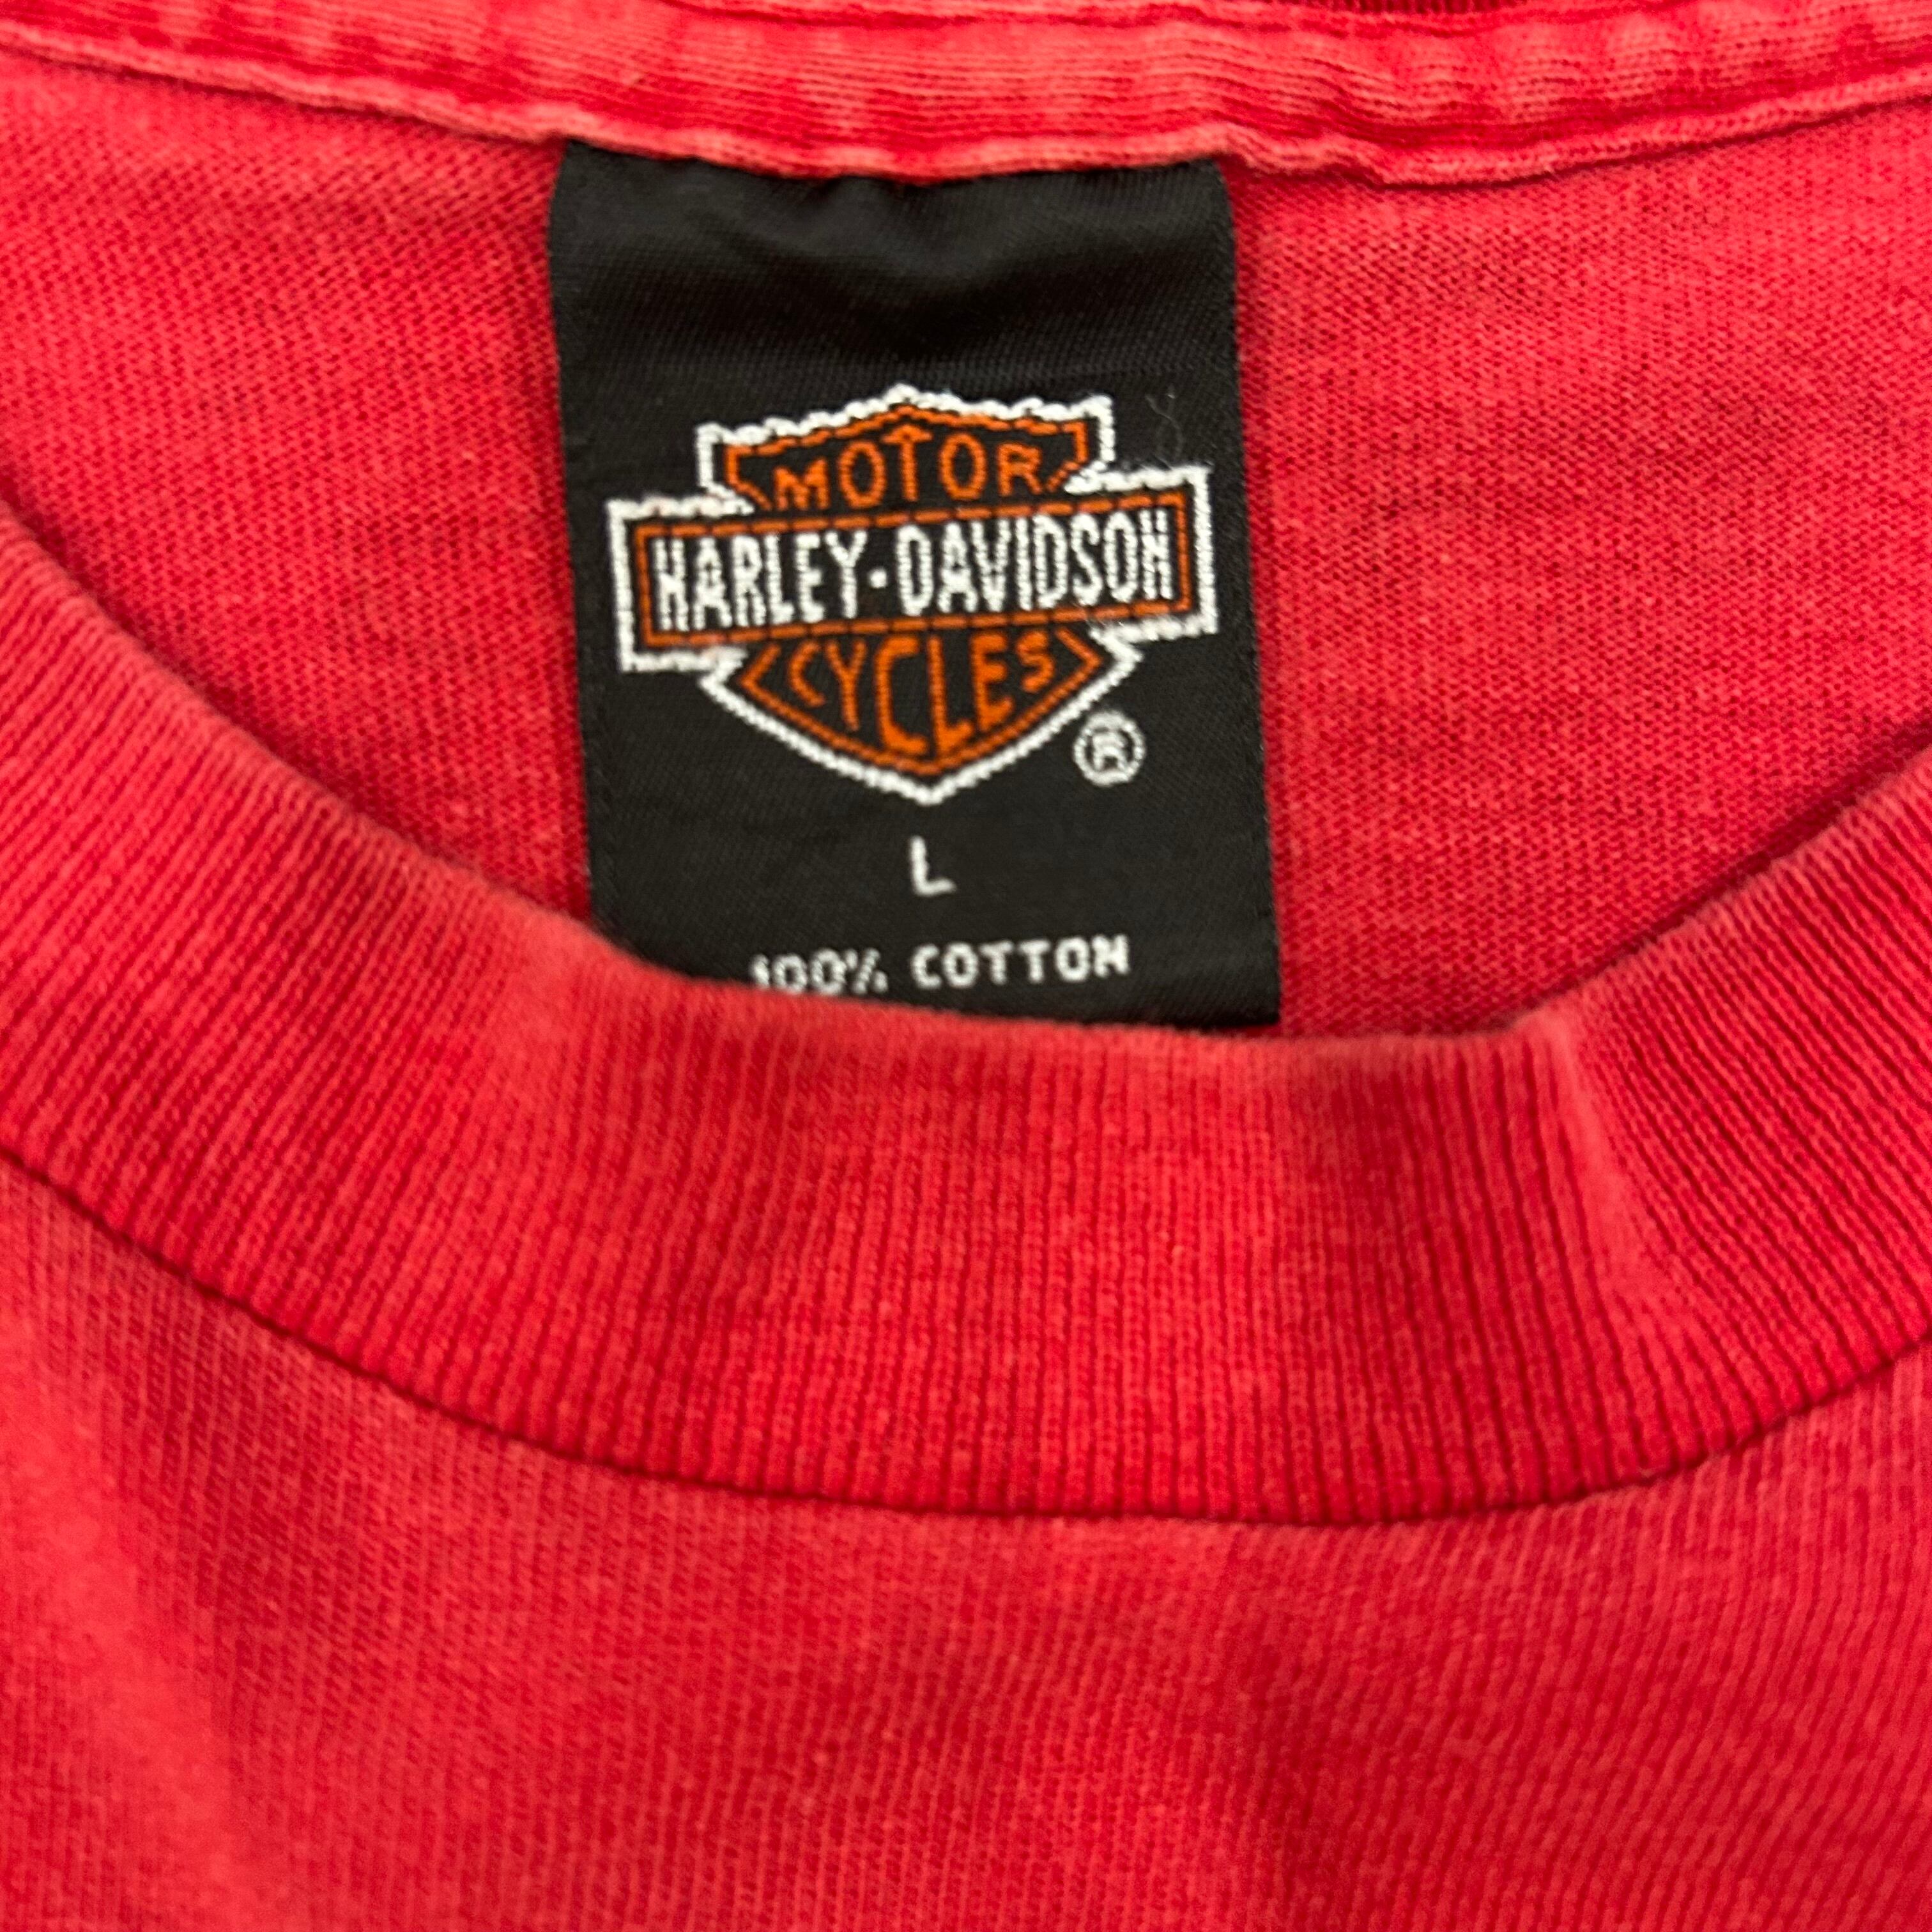 MOTOR
HARLEY-DAVIDSON
CYCLES
®
L
100% COTTON